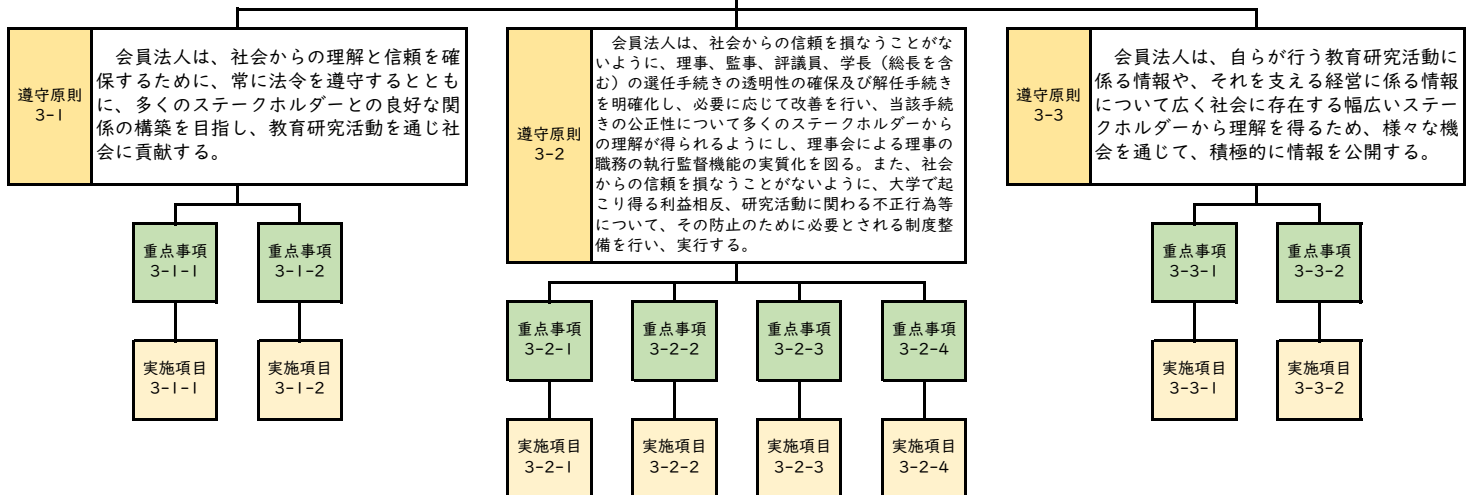 遵守原則
3-1
会員法人は、社会からの理解と信頼を確
保するために、常に法令を遵守するととも
に、多くのステークホルダーとの良好な関
係の構築を目指し、教育研究活動を通じ社
会に貢献する。
重点事項
3-1-1
重点事項
3-1-2
実施項目
3-1-1
実施項目
3-1-2
遵守原則
3-2
会員法人は、社会からの信頼を損なうことがな
いように、理事、監事、評議員、学長（総長を含
む）の選任手続きの透明性の確保及び解任手続き
を明確化し、必要に応じて改善を行い、当該手続
きの公正性について多くのステークホルダーから
の理解が得られるようにし、理事会による理事の
職務の執行監督機能の実質化を図る。また、社会
からの信頼を損なうことがないように、大学で起
こり得る利益相反、研究活動に関わる不正行為等
について、その防止のために必要とされる制度整
備を行い、実行する。
重点事項
3-2-1
重点事項
3-2-2
重点事項
3-2-3
重点事項
3-2-4
実施項目
3-2-1
実施項目
3-2-2
実施項目
3-2-3
実施項目
3-2-4
遵守原則
3-3
会員法人は、自らが行う教育研究活動に
係る情報や、それを支える経営に係る情報
について広く社会に存在する幅広いステー
クホルダーから理解を得るため、様々な機
会を通じて、積極的に情報を公開する。
重点事項
3-3-1
重点事項
3-3-2
実施項目
3-3-1
実施項目
3-3-2